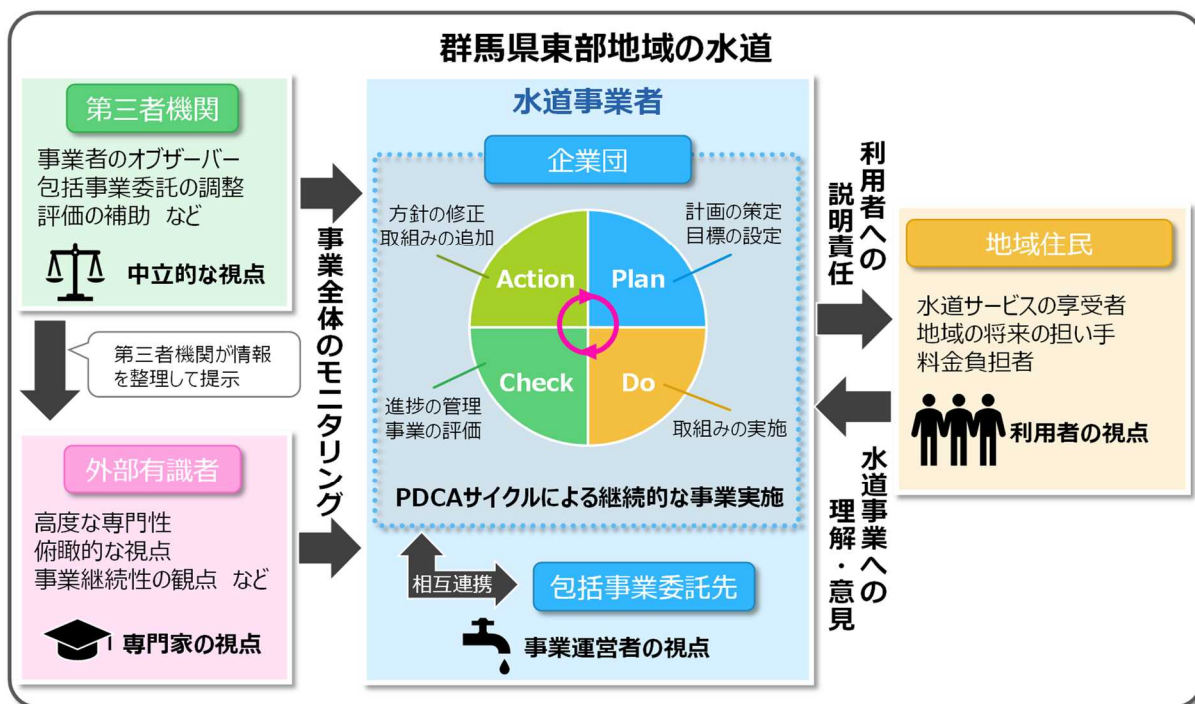 群馬県東部地域の水道
第三者機関
事業者のオブザーバー
包括事業委託の調整
評価の補助 など
中立的な視点
第三者機関が情報
を整理して提示
外部有識者
高度な専門性
俯瞰的な視点
事業継続性の観点 など
専門家の視点
事業全体のモニタリング
水道事業者
企業団
方針の修正
取組みの追加
計画の策定
目標の設定
Action
Plan
Check
Do
進捗の管理
事業の評価
取組みの実施
PDCAサイクルによる継続的な事業実施
相互連携
包括事業委託先
事業運営者の視点
利用者への
説明責任
地域住民
水道サービスの享受者
地域の将来の担い手
料金負担者
利用者の視点
水道事業への
理解・意見